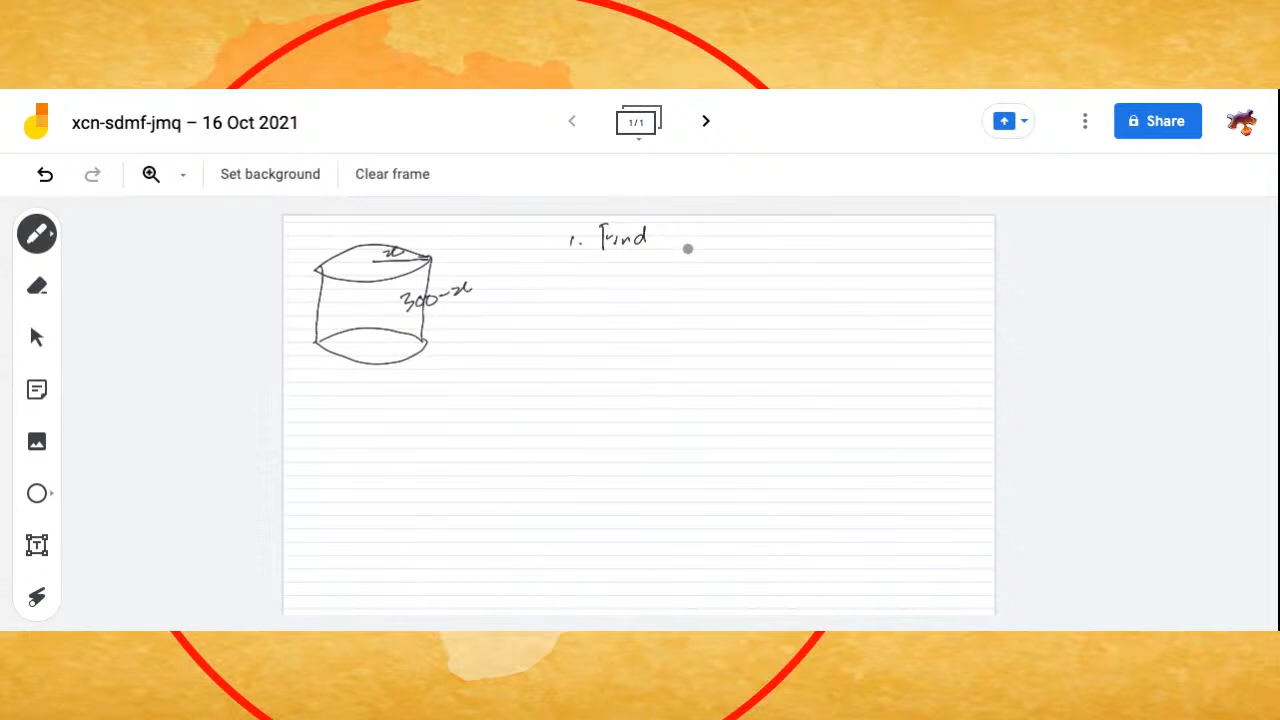 xcn-sdmf-jmq – 16 Oct 2021
1/1
Share
Set background
Clear frame
1. Find
x
300-x